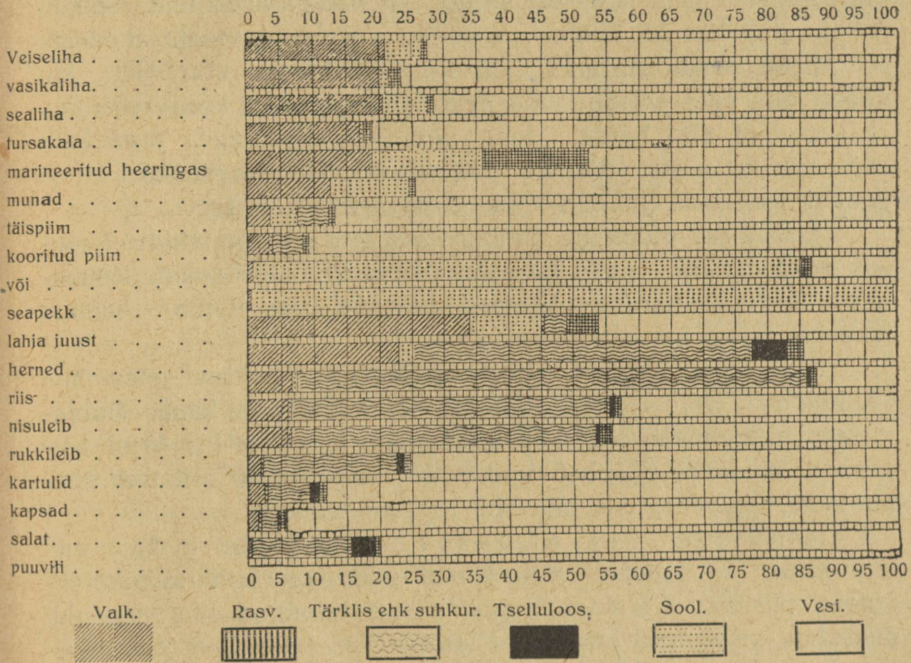 0 5 10 15 20 25 30 35 40 45 50 55 60 65 70 75 80 85 90 95 100
Veiseliha . . . . . .
vasikaliha. . . . . . .
sealiha . . . . . . .
tursakala . . . . . .
marineeritud heeringas
munad . . . . . . .
täispiim . . . . . .
kooritud piim . . . .
või . . . . . . . .
seapekk . . . . . .
lahja juust . . . . .
herned . . . . . . .
riis . . . . . . . .
nisuleib . . . . . .
rukkileib . . . . . .
kartulid . . . . . .
kapsad . . . . . . .
salat. . . . . . . .
puuvili . . . . . . .
0 5 10 15 20 25 30 35 40 45 50 55 60 65 70 75 80 85 90 95 100
Valk. Rasv. Tärklis ehk suhkur. Tselluloos. Sool. Vesi.